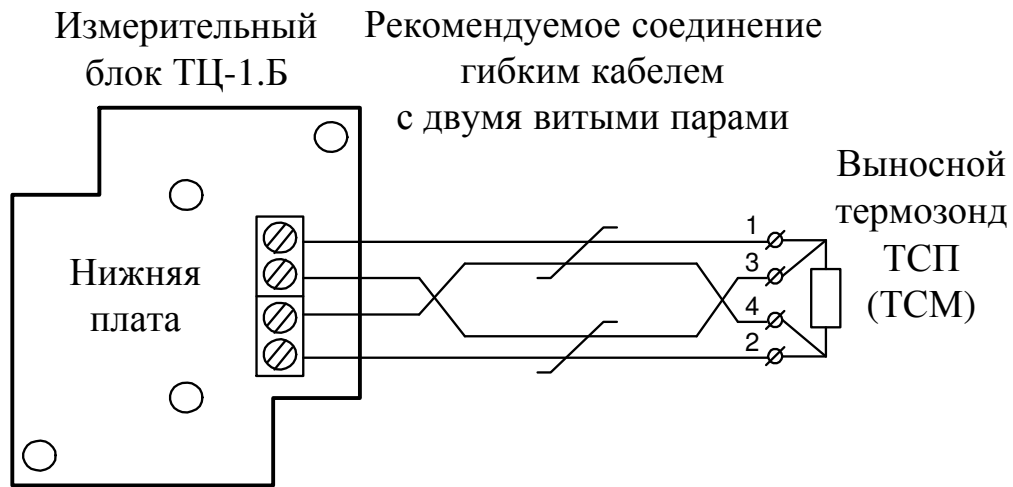 Измерительный
блок ТЦ-1.Б
Рекомендуемое соединение
гибким кабелем
с двумя витыми парами
Выносной
термозонд
ТСП
(ТСМ)
Нижняя
плата
1
3
4
2